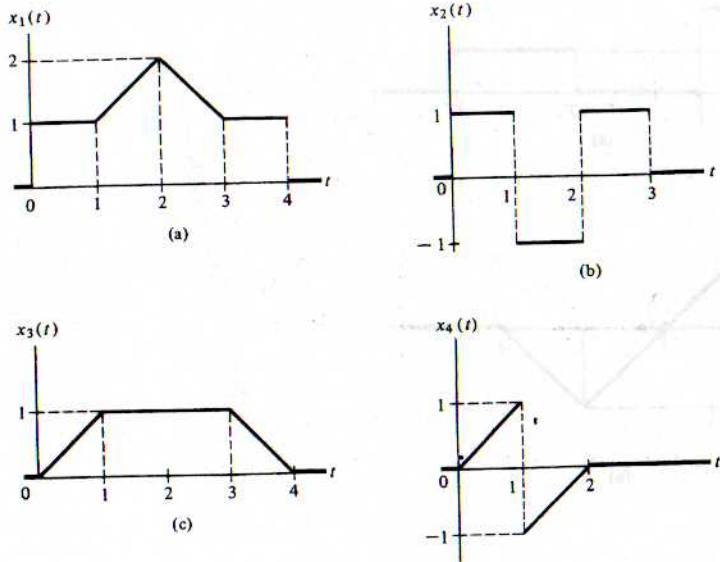 x₁(t)
2
1
0 1 2 3 4 t
(a)
x₂(t)
1
0 1 2 3 t
−1
(b)
x₃(t)
1
0 1 2 3 4 t
(c)
x₄(t)
1
0 1 2 t
−1